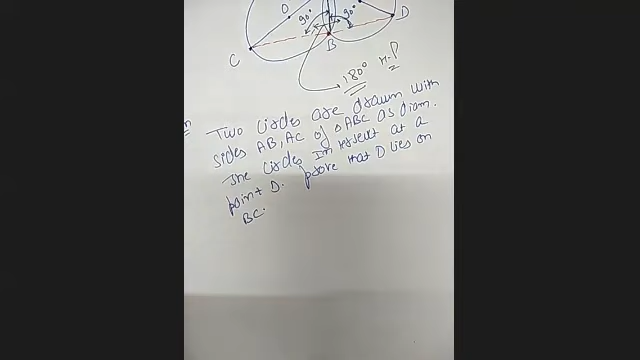 O
90°
90°
D
C
B
180° H.P
Two circles are drawn with
sides AB, AC of △ABC as diam.
The circles Intersect at a
point D. prove that D lies on
BC.